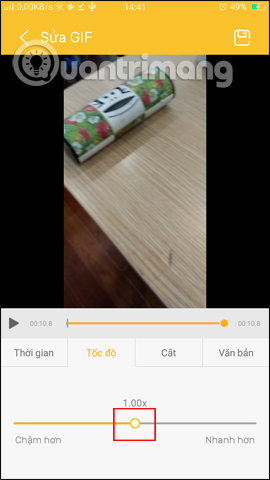 0,00KB/s 14:41 49%
Sửa GIF
Quantrimang
00:10.8 00:10.8
Thời gian Tốc độ Cắt Văn bản
1.00x
Chậm hơn Nhanh hơn